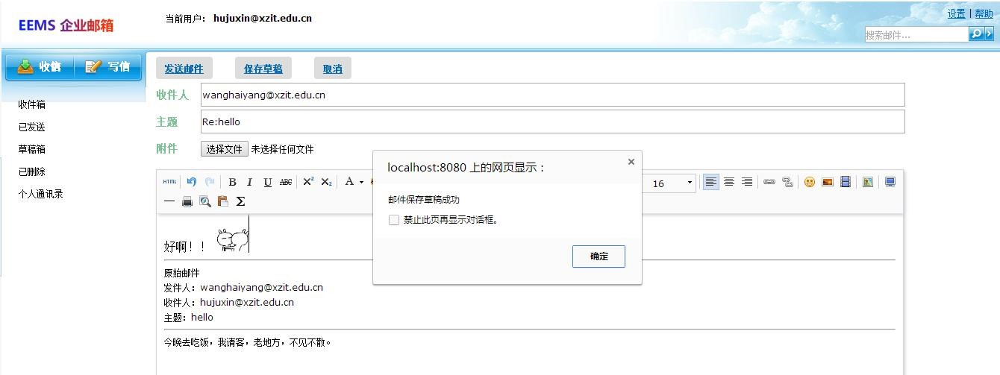 EEMS 企业邮箱
当前用户： hujuxin@xzit.edu.cn
设置 | 帮助
搜索邮件...
收信 写信
发送邮件 保存草稿 取消
收件人 wanghaiyang@xzit.edu.cn
主题 Re:hello
附件 选择文件 未选择任何文件
收件箱
已发送
草稿箱
已删除
个人通讯录
HTML B I U ABC X² X₂ A 16
Σ
localhost:8080 上的网页显示：
×
邮件保存草稿成功
禁止此页再显示对话框。
确定
好啊！！
原始邮件
发件人：wanghaiyang@xzit.edu.cn
收件人：hujuxin@xzit.edu.cn
主题：hello
今晚去吃饭，我请客，老地方，不见不散。